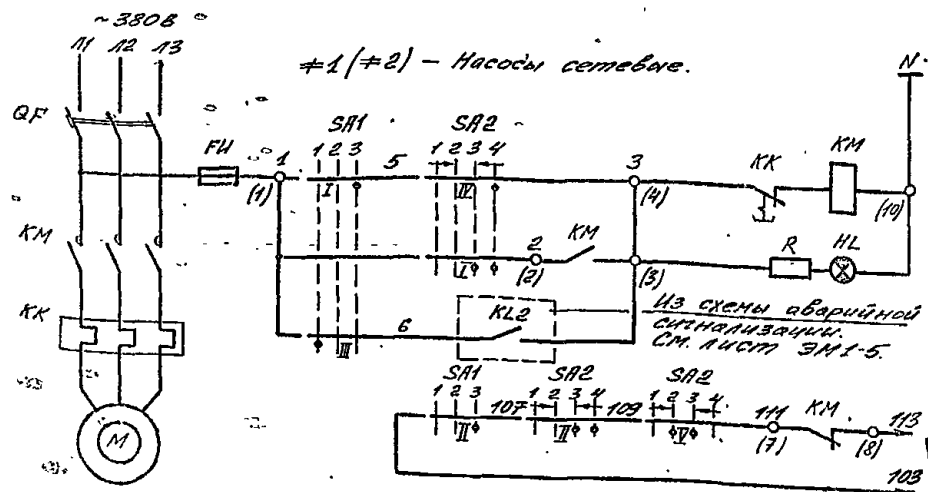 ~380В
Л1 Л2 Л3
#1 (#2) – Насосы сетевые.
N
QF
SA1 SA2
FU
1
1 2 3
5
1 2 3 4
3
KK
KM
(1)
I
IV
(4)
(10)
KM
2
KM
R
HL
I
(2)
(3)
KK
6
KL2
III
Из схемы аварийной
сигнализации.
См. лист ЭМ1-5.
SA1 SA2 SA2
1 2 3
107
1 2 3 4
109
1 2 3 4
111
KM
113
II
II
V
(7)
(8)
M
103